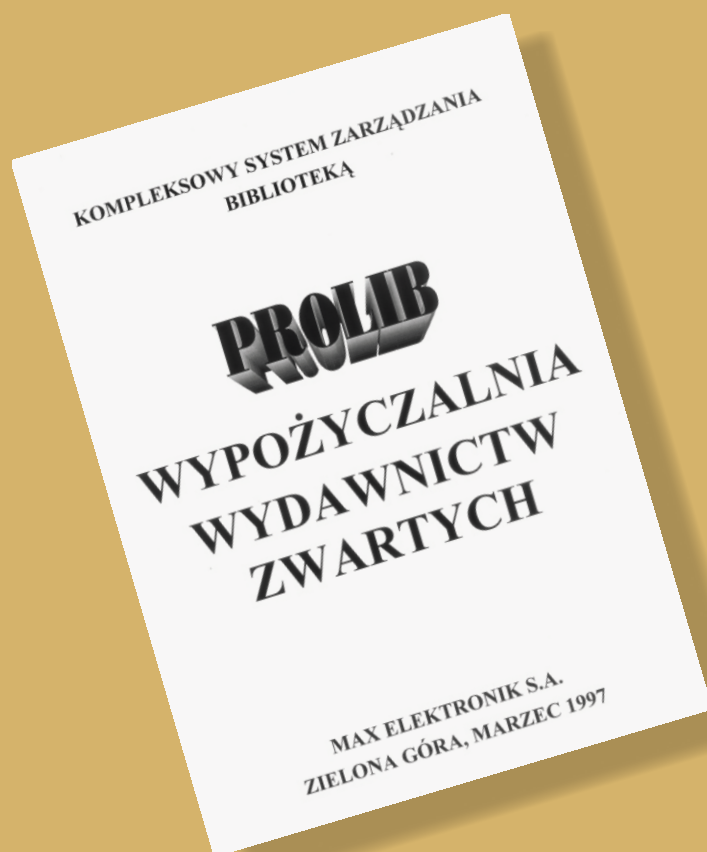 KOMPLEKSOWY SYSTEM ZARZĄDZANIA
BIBLIOTEKĄ
PROLIB
WYPOŻYCZALNIA
WYDAWNICTW
ZWARTYCH
MAX ELEKTRONIK S.A.
ZIELONA GÓRA, MARZEC 1997